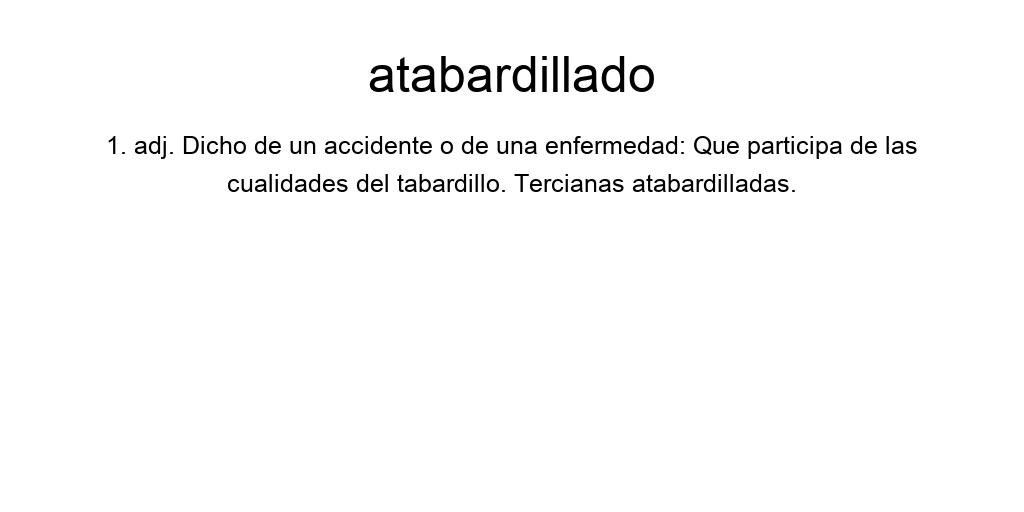 atabardillado
1. adj. Dicho de un accidente o de una enfermedad: Que participa de las
cualidades del tabardillo. Tercianas atabardilladas.